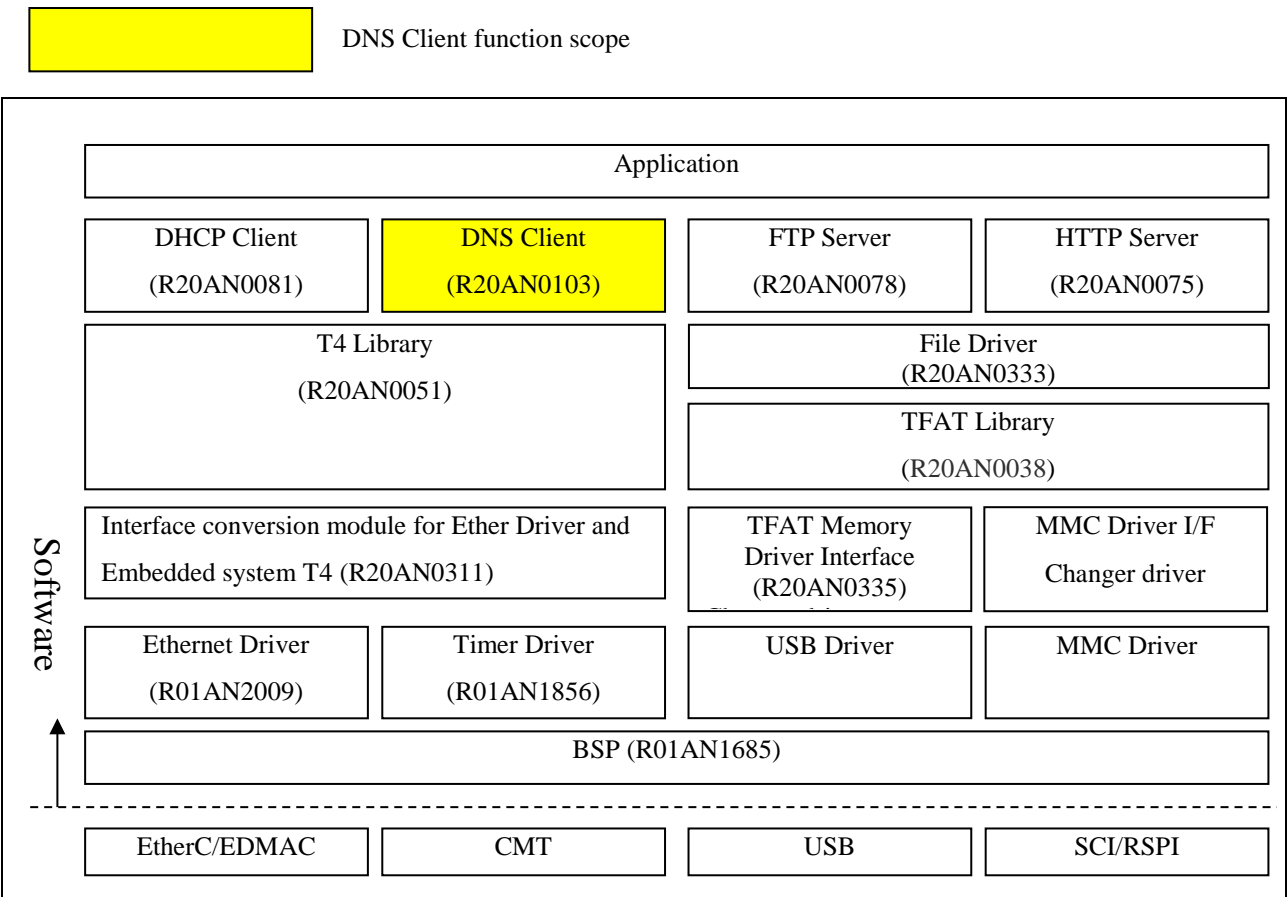 DNS Client function scope
Application
DHCP Client
(R20AN0081)
DNS Client
(R20AN0103)
FTP Server
(R20AN0078)
HTTP Server
(R20AN0075)
T4 Library
(R20AN0051)
File Driver
(R20AN0333)
TFAT Library
(R20AN0038)
Interface conversion module for Ether Driver and
Embedded system T4 (R20AN0311)
TFAT Memory
Driver Interface
(R20AN0335)
MMC Driver I/F
Changer driver
Software
Ethernet Driver
(R01AN2009)
Timer Driver
(R01AN1856)
USB Driver
MMC Driver
BSP (R01AN1685)
EtherC/EDMAC
CMT
USB
SCI/RSPI